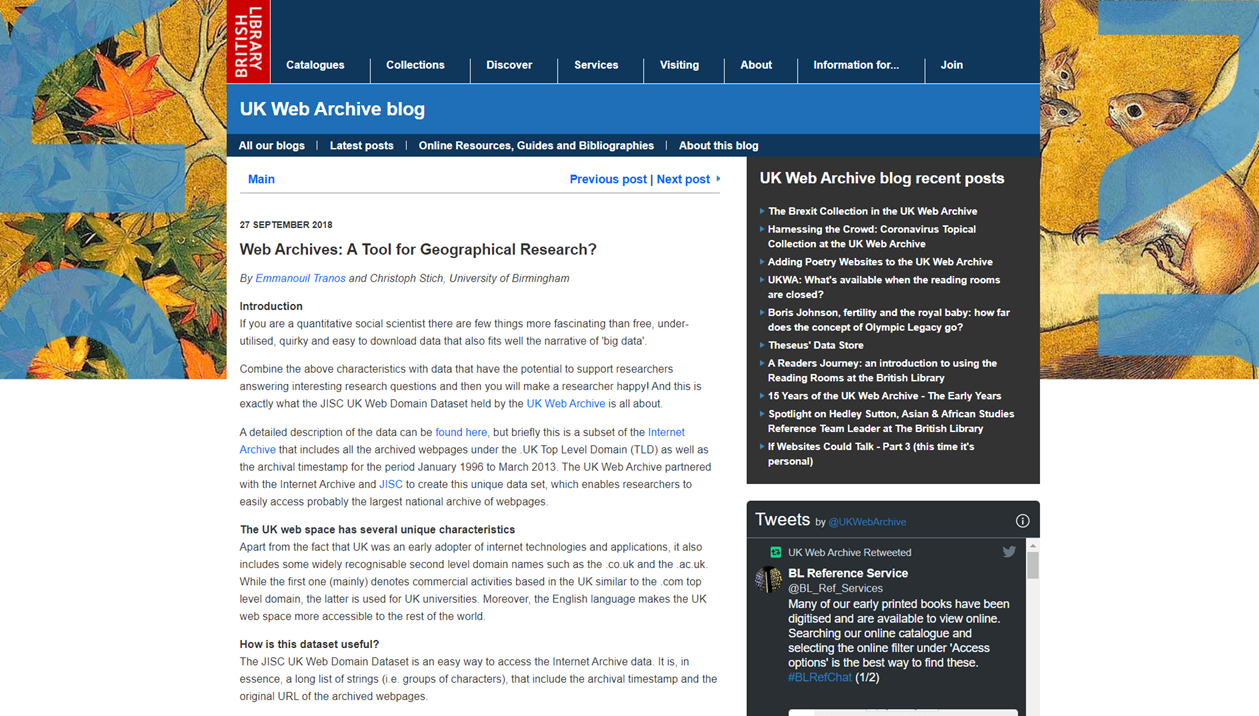 BRITISH
LIBRARY
Catalogues
Collections
Discover
Services
Visiting
About
Information for...
Join
UK Web Archive blog
All our blogs
Latest posts
Online Resources, Guides and Bibliographies
About this blog
Main
Previous post | Next post
27 SEPTEMBER 2018
Web Archives: A Tool for Geographical Research?
By Emmanouil Tranos and Christoph Stich, University of Birmingham
Introduction
If you are a quantitative social scientist there are few things more fascinating than free, under-
utilised, quirky and easy to download data that also fits well the narrative of 'big data'.
Combine the above characteristics with data that have the potential to support researchers
answering interesting research questions and then you will make a researcher happy! And this is
exactly what the JISC UK Web Domain Dataset held by the UK Web Archive is all about.
A detailed description of the data can be found here, but briefly this is a subset of the Internet
Archive that includes all the archived webpages under the .UK Top Level Domain (TLD) as well as
the archival timestamp for the period January 1996 to March 2013. The UK Web Archive partnered
with the Internet Archive and JISC to create this unique data set, which enables researchers to
easily access probably the largest national archive of webpages.
The UK web space has several unique characteristics
Apart from the fact that UK was an early adopter of internet technologies and applications, it also
includes some widely recognisable second level domain names such as the .co.uk and the .ac.uk.
While the first one (mainly) denotes commercial activities based in the UK similar to the .com top
level domain, the latter is used for UK universities. Moreover, the English language makes the UK
web space more accessible to the rest of the world.
How is this dataset useful?
The JISC UK Web Domain Dataset is an easy way to access the Internet Archive data. It is, in
essence, a long list of strings (i.e. groups of characters), that include the archival timestamp and the
original URL of the archived webpages.
UK Web Archive blog recent posts
The Brexit Collection in the UK Web Archive
Harnessing the Crowd: Coronavirus Topical
Collection at the UK Web Archive
Adding Poetry Websites to the UK Web Archive
UKWA: What's available when the reading rooms
are closed?
Boris Johnson, fertility and the royal baby: how far
does the concept of Olympic Legacy go?
Theseus' Data Store
A Readers Journey: an introduction to using the
Reading Rooms at the British Library
15 Years of the UK Web Archive - The Early Years
Spotlight on Hedley Sutton, Asian & African Studies
Reference Team Leader at The British Library
If Websites Could Talk - Part 3 (this time it's
personal)
Tweets by @UKWebArchive
UK Web Archive Retweeted
BL Reference Service
@BL_Ref_Services
Many of our early printed books have been
digitised and are available to view online.
Searching our online catalogue and
selecting the online filter under 'Access
options' is the best way to find these.
#BLRefChat (1/2)